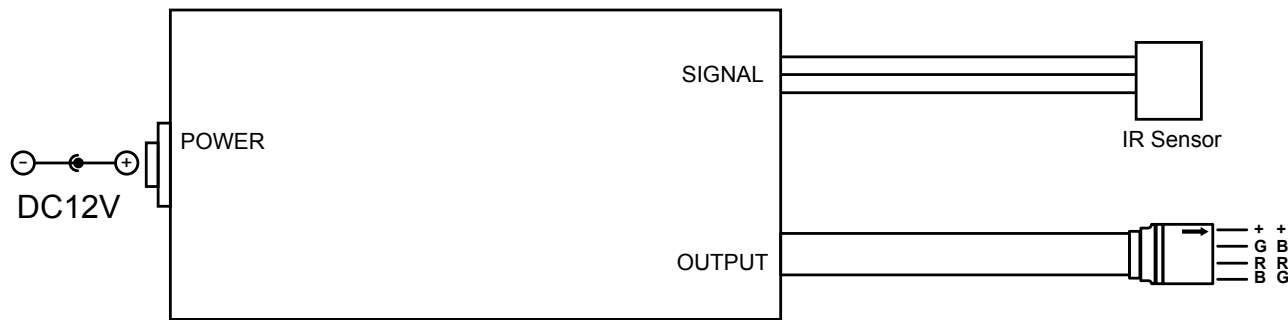 SIGNAL
IR Sensor
POWER
- +
DC12V
OUTPUT
+ +
G B
R R
B G